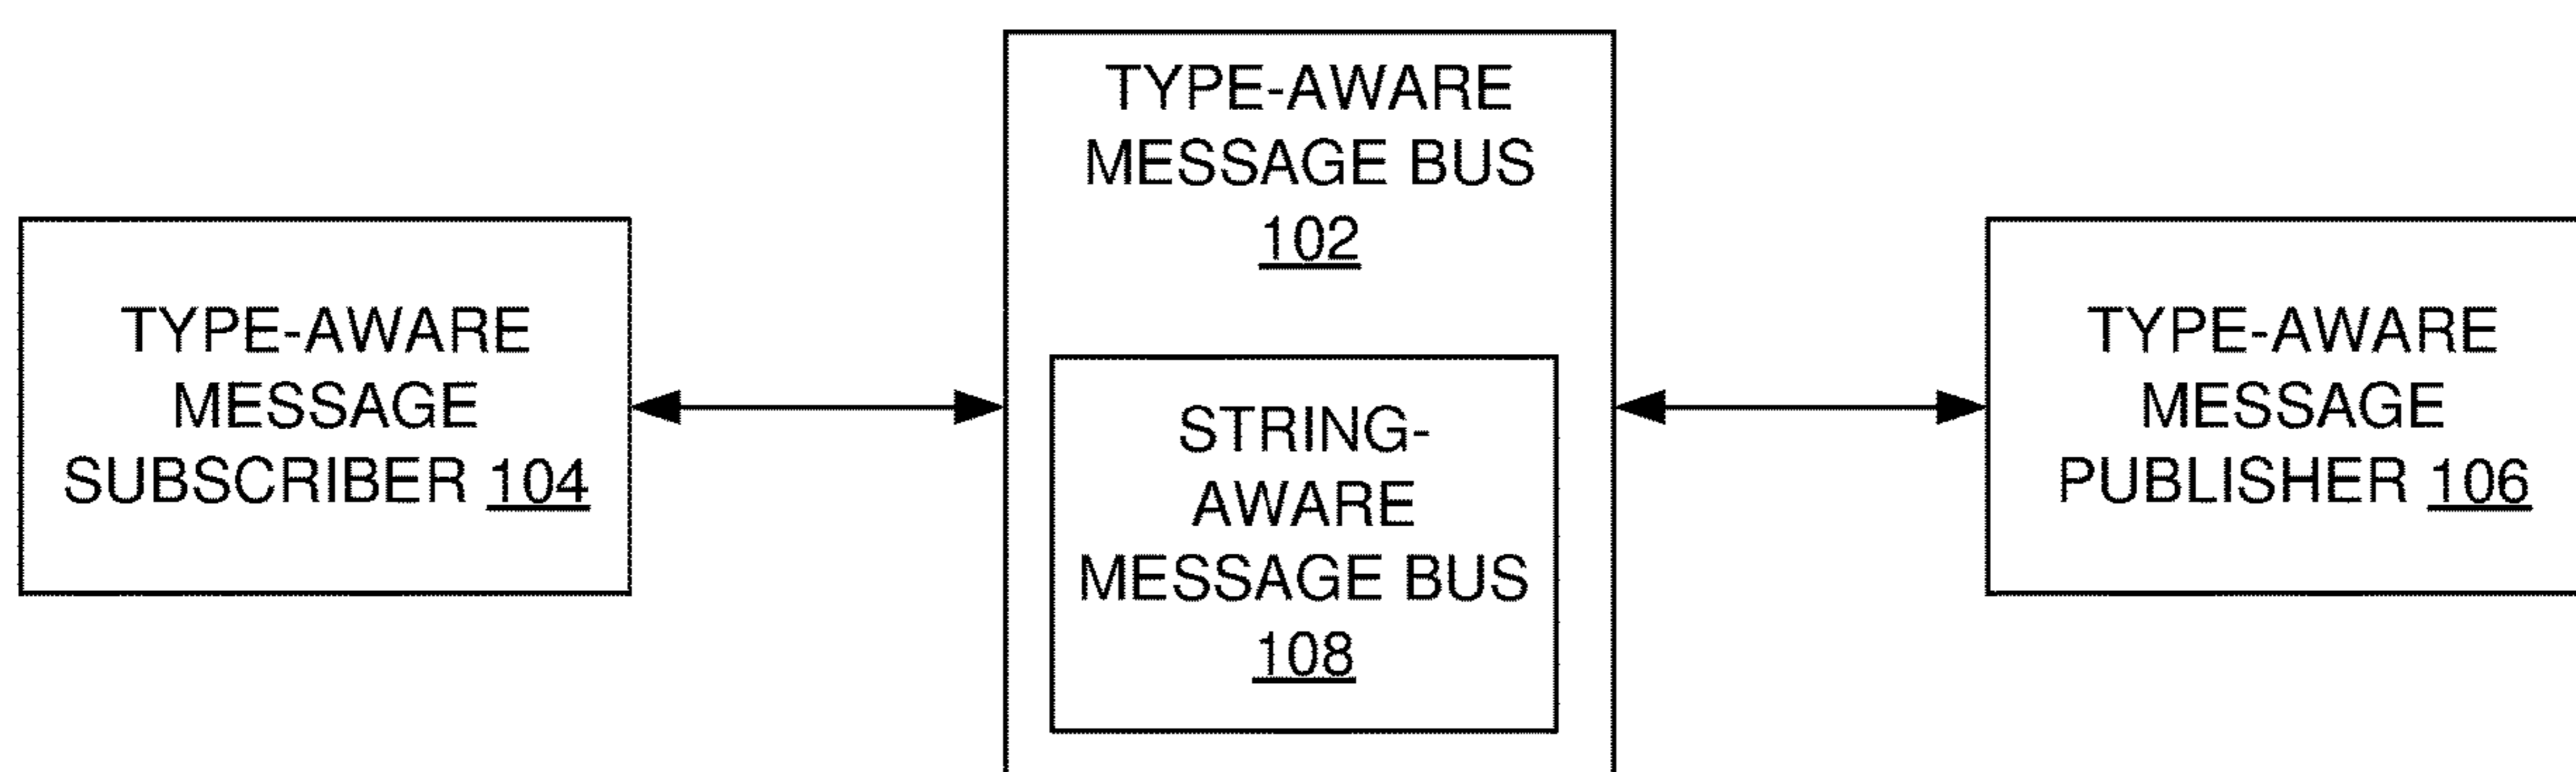 TYPE-AWARE
MESSAGE
SUBSCRIBER 104
TYPE-AWARE
MESSAGE BUS
102
STRING-
AWARE
MESSAGE BUS
108
TYPE-AWARE
MESSAGE
PUBLISHER 106